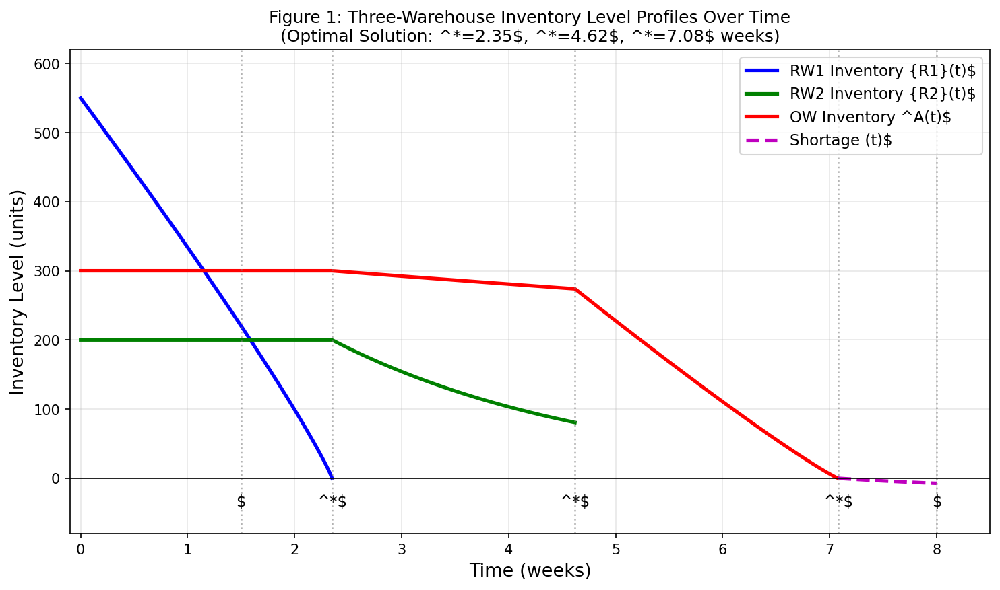 Figure 1: Three-Warehouse Inventory Level Profiles Over Time
(Optimal Solution: ^*=2.35$, ^*=4.62$, ^*=7.08$ weeks)
RW1 Inventory {R1}(t)$
RW2 Inventory {R2}(t)$
OW Inventory ^A(t)$
Shortage (t)$
Inventory Level (units)
600
500
400
300
200
100
0
$ ^*$ ^*$ ^*$ $
0 1 2 3 4 5 6 7 8
Time (weeks)